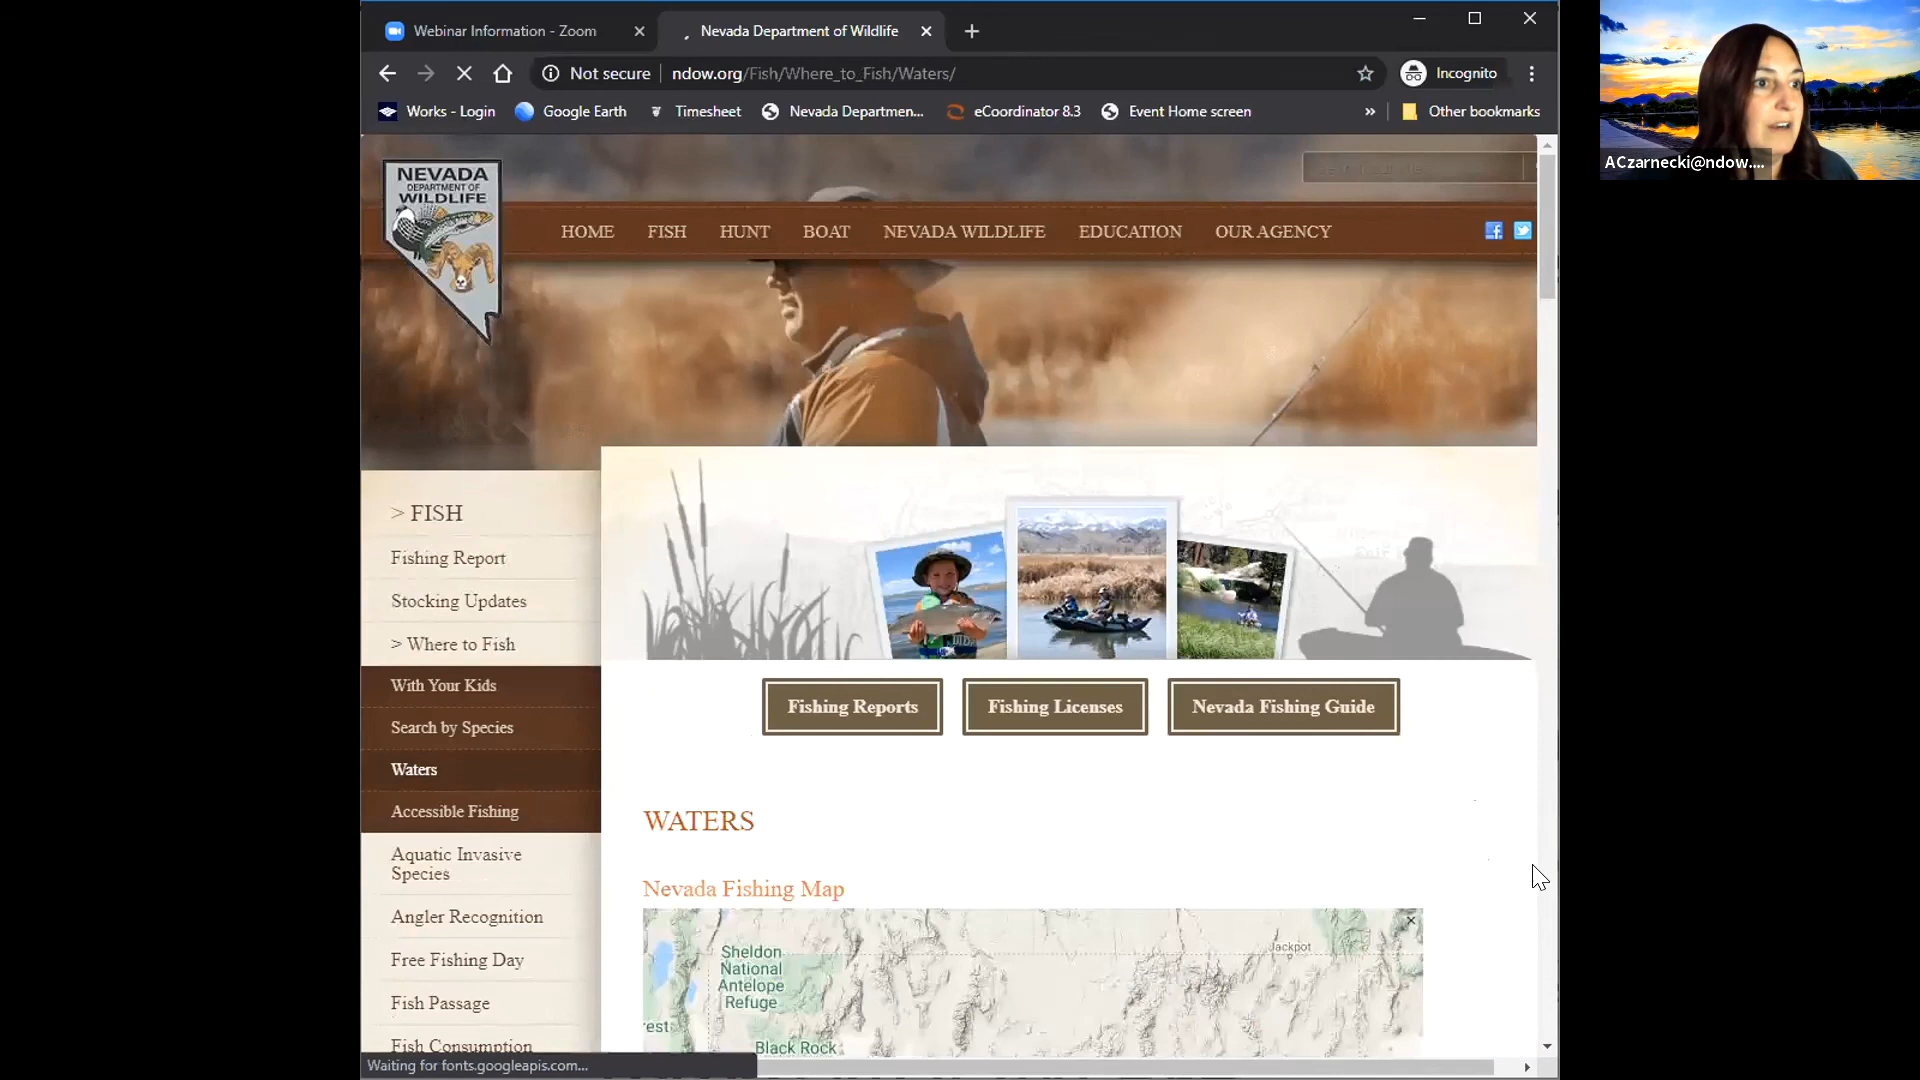 Webinar Information - Zoom
Nevada Department of Wildlife
Not secure
ndow.org/Fish/Where_to_Fish/Waters/
Incognito
Works - Login
Google Earth
Timesheet
Nevada Departmen...
eCoordinator 8.3
Event Home screen
»
Other bookmarks
ACzarnecki@ndow....
NEVADA
DEPARTMENT OF
WILDLIFE
HOME
FISH
HUNT
BOAT
NEVADA WILDLIFE
EDUCATION
OUR AGENCY
> FISH
Fishing Report
Stocking Updates
> Where to Fish
With Your Kids
Search by Species
Waters
Accessible Fishing
Aquatic Invasive
Species
Angler Recognition
Free Fishing Day
Fish Passage
Fish Consumption
Fishing Reports
Fishing Licenses
Nevada Fishing Guide
WATERS
Nevada Fishing Map
Sheldon
National
Antelope
Refuge
Jackpot
rest
Black Rock
Waiting for fonts.googleapis.com...